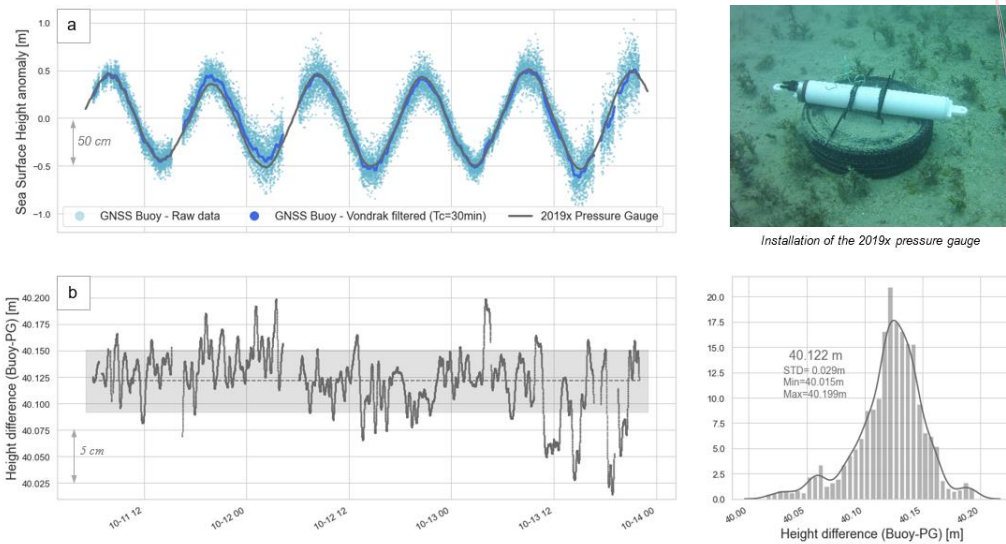 a
Sea Surface Height anomaly [m]
1.0
0.5
0.0
−0.5
−1.0
50 cm
GNSS Buoy - Raw data
GNSS Buoy - Vondrak filtered (Tc=30min)
2019x Pressure Gauge
Installation of the 2019x pressure gauge
b
Height difference (Buoy-PG) [m]
40.200
40.175
40.150
40.125
40.100
40.075
40.050
40.025
5 cm
10-11 12
10-12 00
10-12 12
10-13 00
10-13 12
10-14 00
20.0
17.5
15.0
12.5
10.0
7.5
5.0
2.5
0.0
40.122 m
STD= 0.029m
Min=40.015m
Max=40.199m
40.00
40.05
40.10
40.15
40.20
Height difference (Buoy-PG) [m]